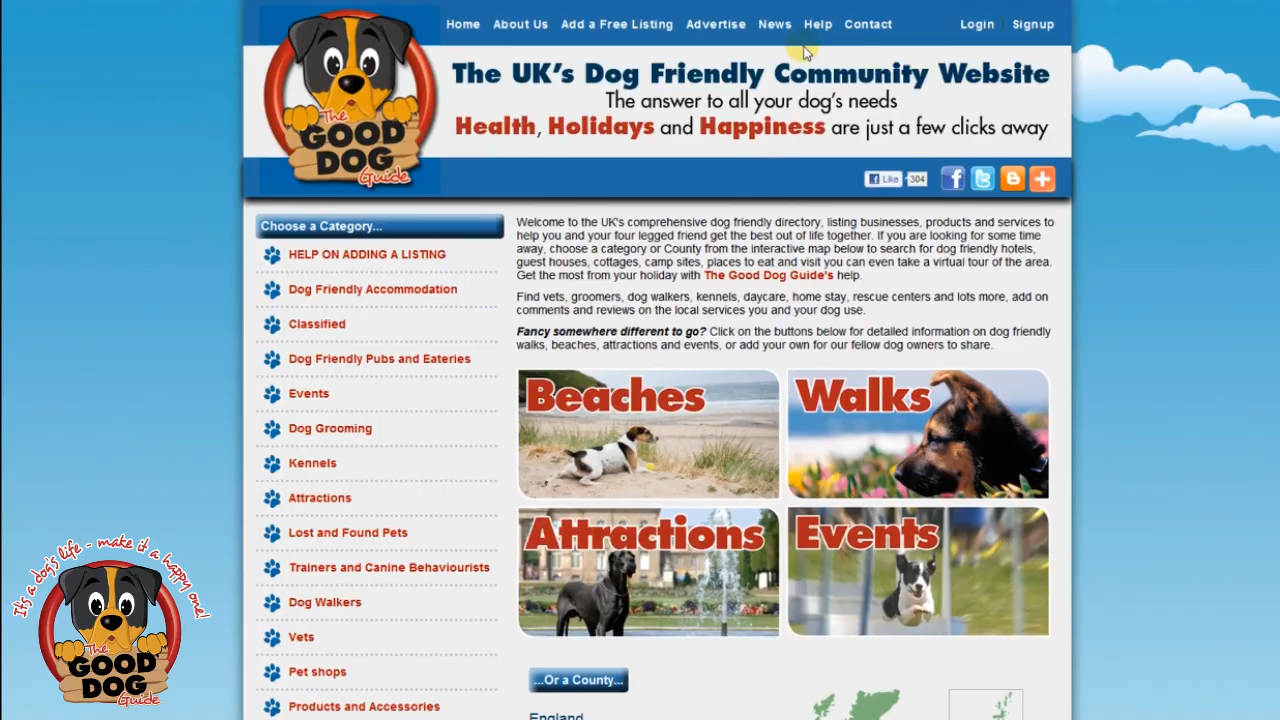 Home About Us Add a Free Listing Advertise News Help Contact Login Signup
The UK's Dog Friendly Community Website
The answer to all your dog's needs
Health, Holidays and Happiness are just a few clicks away
The
GOOD
DOG
Guide
Like 304
Choose a Category...
HELP ON ADDING A LISTING
Dog Friendly Accommodation
Classified
Dog Friendly Pubs and Eateries
Events
Dog Grooming
Kennels
Attractions
Lost and Found Pets
Trainers and Canine Behaviourists
Dog Walkers
Vets
Pet shops
Products and Accessories
Welcome to the UK's comprehensive dog friendly directory, listing businesses, products and services to
help you and your four legged friend get the best out of life together. If you are looking for some time
away, choose a category or County from the interactive map below to search for dog friendly hotels,
guest houses, cottages, camp sites, places to eat and visit you can even take a virtual tour of the area.
Get the most from your holiday with The Good Dog Guide's help.
Find vets, groomers, dog walkers, kennels, daycare, home stay, rescue centers and lots more, add on
comments and reviews on the local services you and your dog use.
Fancy somewhere different to go? Click on the buttons below for detailed information on dog friendly
walks, beaches, attractions and events, or add your own for our fellow dog owners to share.
Beaches
Walks
Attractions
Events
...Or a County...
England
It's a dog's life - make it a happy one!
The
GOOD
DOG
Guide